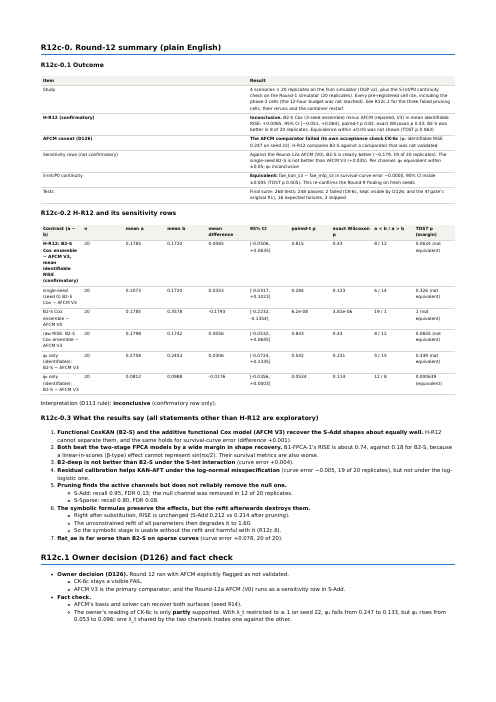 R12c-0. Round-12 summary (plain English)
R12c-0.1 Outcome
Item Result
Study 4 scenarios × 20 replicates on the firm simulator (DGP v2), plus the S-Int/P0 continuity
check on the Round-1 simulator (20 replicates). Every pre-registered cell ran, including the
phase-2 cells (the 12-hour budget was not reached). See R12c.2 for the three failed pruning
cells, their reruns and the container restart
H-R12 (confirmatory) Inconclusive. B2-S Cox (3-seed ensemble) versus AFCM (repaired, V3) in mean identifiable
RISE: +0.0065, 95% CI [−0.051, +0.064], paired-t p 0.82, exact Wilcoxon p 0.43; B2-S was
better in 8 of 20 replicates. Equivalence within ±0.05 was not shown (TOST p 0.063)
AFCM caveat (D126) The AFCM comparator failed its own acceptance check CK-6c
0.247 on seed 22). H-R12 compares B2-S against a comparator that was not validated
Sensitivity rows (not confirmatory) Against the Round-12a AFCM (V0), B2-S is clearly better (−0.179, 19 of 20 replicates). The
single-seed B2-S is not better than AFCM V3 (+0.035). Per channel:
±0.05,
S-Int/P0 continuity Equivalent: fae_kan_s3 − fae_cox_s3 in survival-curve error −0.0005, 90% CI inside
±0.005 (TOST p 0.005). This re-confirms the Round-9 finding on fresh seeds
Tests Final suite: 268 tests: 248 passed, 2 failed (CK-6c, kept visible by D126, and the 4f gate's
original R1), 16 expected failures, 2 skipped
R12c-0.2 H-R12 and its sensitivity rows
Contrast (a − b) n mean a mean b mean difference 95% CI paired-t p exact Wilcoxon p a < b / a > b TOST p (margin)
H-R12: B2-S Cox ensemble − AFCM V3, mean identifiable RISE (confirmatory) 20 0.1785 0.1720 0.0065 [-0.0506, +0.0635] 0.815 0.43 8 / 12 0.0634 (not equivalent)
single-seed (seed 0) B2-S Cox − AFCM V3 20 0.2073 0.1720 0.0353 [-0.0317, +0.1023] 0.284 0.123 6 / 14 0.326 (not equivalent)
B2-S Cox ensemble − AFCM V0 20 0.1785 0.3578 -0.1793 [-0.2232, -0.1354] 6.2e-08 3.81e-06 19 / 1 1 (not equivalent)
raw RISE: B2-S Cox ensemble − AFCM V3 20 0.1798 0.1742 0.0056 [-0.0532, +0.0645] 0.843 0.43 8 / 12 0.0655 (not equivalent)
only (identifiable): B2-S − AFCM V3 20 0.2758 0.2453 0.0306 [-0.0724, +0.1335] 0.542 0.231 5 / 15 0.349 (not equivalent)
only (identifiable): B2-S − AFCM V3 20 0.0812 0.0988 -0.0176 [-0.0356, +0.0003] 0.0534 0.114 12 / 8 0.000639 (equivalent)
Interpretation (D113 rule): inconclusive (confirmatory row only).
R12c-0.3 What the results say (all statements other than H-R12 are exploratory)
1. Functional CoxKAN (B2-S) and the additive functional Cox model (AFCM V3) recover the S-Add shapes about equally well. H-R12
cannot separate them, and the same holds for survival-curve error (difference +0.001).
2. Both beat the two-stage FPCA models by a wide margin in shape recovery. B1-FPCA-1's RISE is about 0.74, against 0.18 for B2-S, because
a linear-in-scores (β-type) effect cannot represent sin(πx/2). Their survival metrics are also worse.
3. B2-deep is not better than B2-S under the S-Int interaction (curve error +0.004).
4. Residual calibration helps KAN-AFT under the log-normal misspecification (curve error −0.005, 19 of 20 replicates), but not under the log-
logistic one.
5. Pruning finds the active channels but does not reliably remove the null one.
S-Add: recall 0.95, FDR 0.13; the null channel was removed in 12 of 20 replicates.
S-Sparse: recall 0.80, FDR 0.08.
6. The symbolic formulas preserve the effects, but the refit afterwards destroys them.
Right after substitution, RISE is unchanged (S-Add 0.212 vs 0.214 after pruning).
The unconstrained refit of all parameters then degrades it to 1.60.
So the symbolic stage is usable without the refit and harmful with it (R12c.6).
7. flat_ae is far worse than B2-S on sparse curves (curve error +0.078, 20 of 20).
R12c.1 Owner decision (D126) and fact check
Owner decision (D126). Round 12 ran with AFCM explicitly flagged as not validated.
CK-6c stays a visible FAIL.
AFCM V3 is the primary comparator, and the Round-12a AFCM (V0) runs as a sensitivity row in S-Add.
Fact check.
AFCM's basis and solver can recover both surfaces (seed 914).
The owner's reading of CK-6c is only partly supported. With λ_t restricted to ≥ 1 on seed 22, φ₁ falls from 0.247 to 0.133, but φ₂ rises from
0.053 to 0.096: one λ_t shared by the two channels trades one against the other.